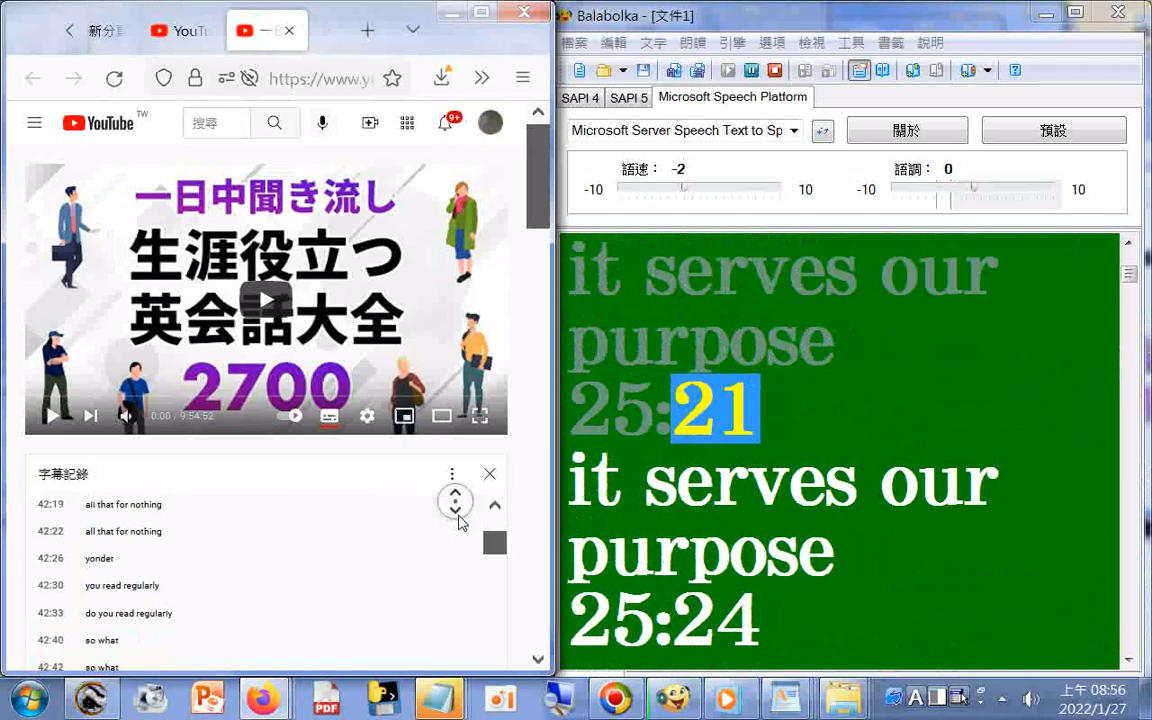 新分
YouTu
一E
https://www.y
YouTube TW
搜尋
9+
一日中聞き流し
生涯役立つ
英会話大全
2700
0:00 / 9:54:52
字幕記錄
42:19 all that for nothing
42:22 all that for nothing
42:26 yonder
42:30 you read regularly
42:33 do you read regularly
42:40 so what
42:42 so what
Balabolka - [文件1]
檔案 編輯 文字 朗讀 引擎 選項 檢視 工具 書籤 說明
SAPI 4 SAPI 5 Microsoft Speech Platform
Microsoft Server Speech Text to Sp
關於
預設
語速： -2
語調： 0
-10 10
-10 10
it serves our
purpose
25:21
it serves our
purpose
25:24
PDF
A
上午 08:56
2022/1/27